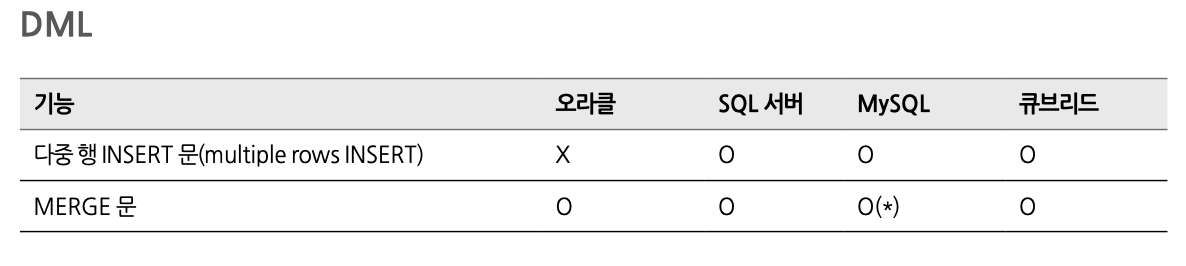 DML
기능 오라클 SQL 서버 MySQL 큐브리드
다중 행 INSERT 문(multiple rows INSERT) X O O O
MERGE 문 O O O(*) O